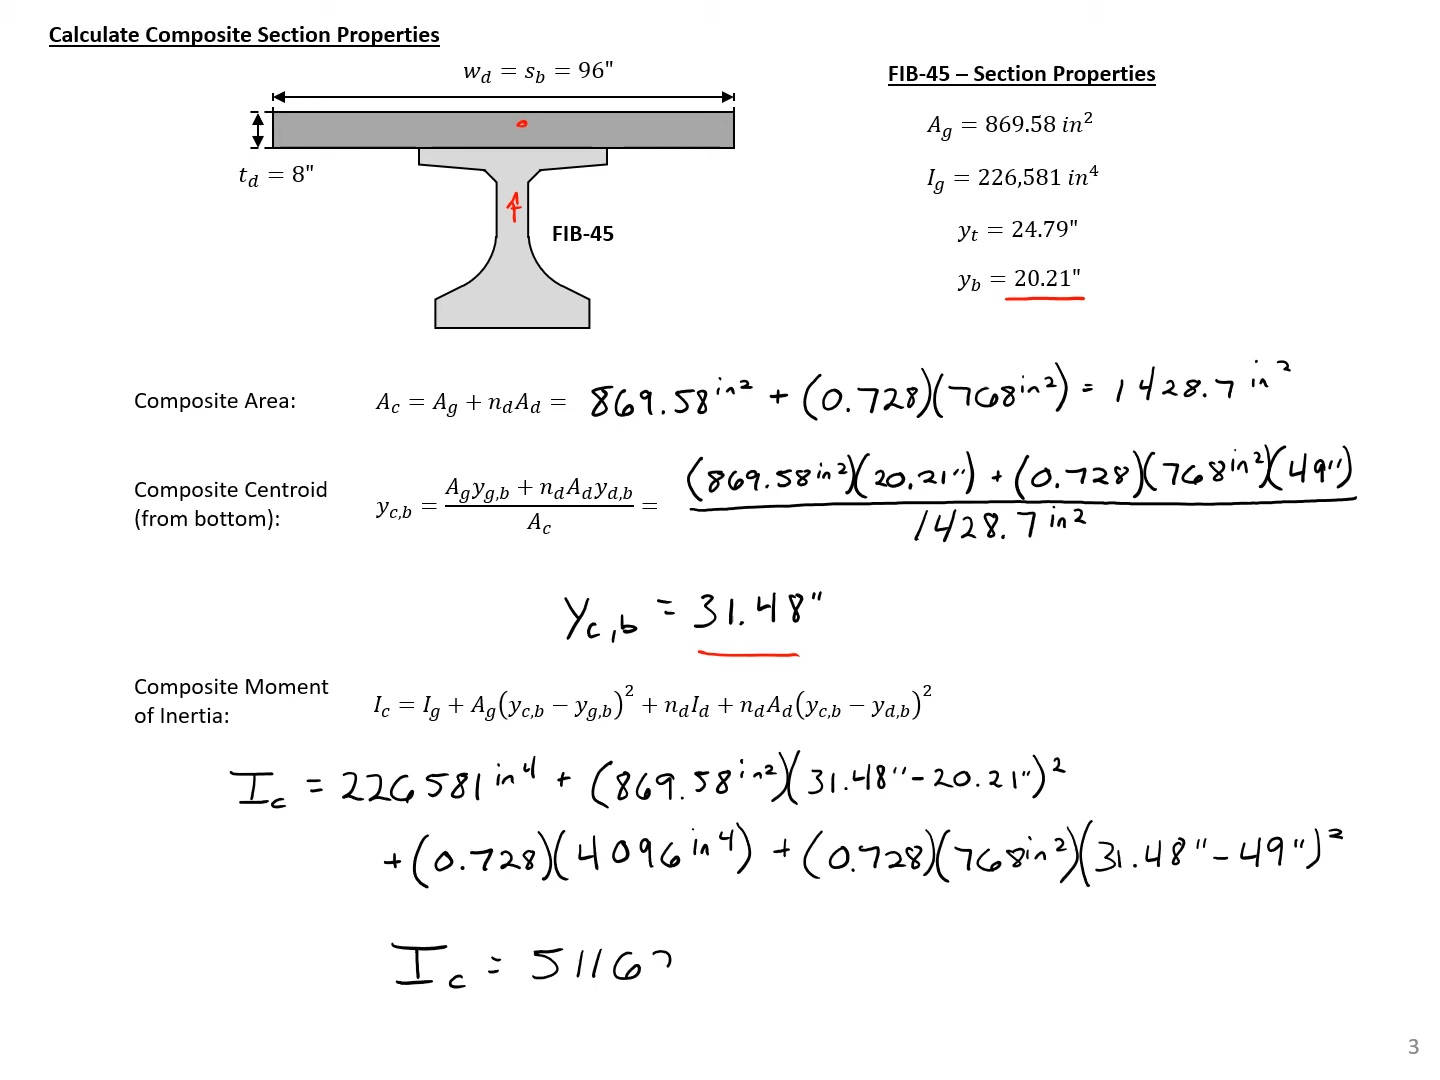 Calculate Composite Section Properties
w_d = s_b = 96"
t_d = 8"
FIB-45
FIB-45 – Section Properties
A_g = 869.58 in²
I_g = 226,581 in⁴
y_t = 24.79"
y_b = 20.21"
Composite Area: A_c = A_g + n_d A_d = 869.58 in² + (0.728)(768 in²) = 1428.7 in²
Composite Centroid (from bottom): y_c,b = (A_g y_g,b + n_d A_d y_d,b) / A_c = ((869.58 in²)(20.21") + (0.728)(768 in²)(49")) / 1428.7 in²
y_c,b = 31.48"
Composite Moment of Inertia: I_c = I_g + A_g(y_c,b − y_g,b)² + n_d I_d + n_d A_d(y_c,b − y_d,b)²
I_c = 226581 in⁴ + (869.58 in²)(31.48" - 20.21")²
+ (0.728)(4096 in⁴) + (0.728)(768 in²)(31.48" - 49")²
I_c = 5116
3